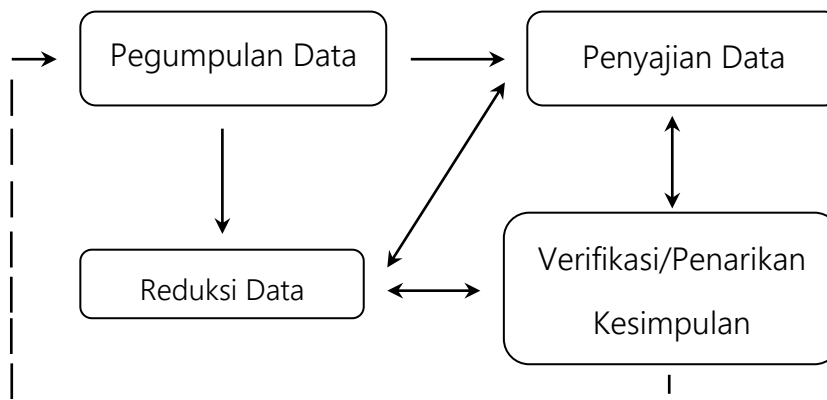 Pegumpulan Data
Penyajian Data
Reduksi Data
Verifikasi/Penarikan
Kesimpulan